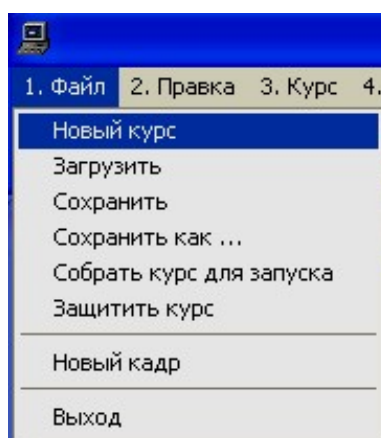 1. Файл 2. Правка 3. Курс 4.
Новый курс
Загрузить
Сохранить
Сохранить как ...
Собрать курс для запуска
Защитить курс
Новый кадр
Выход